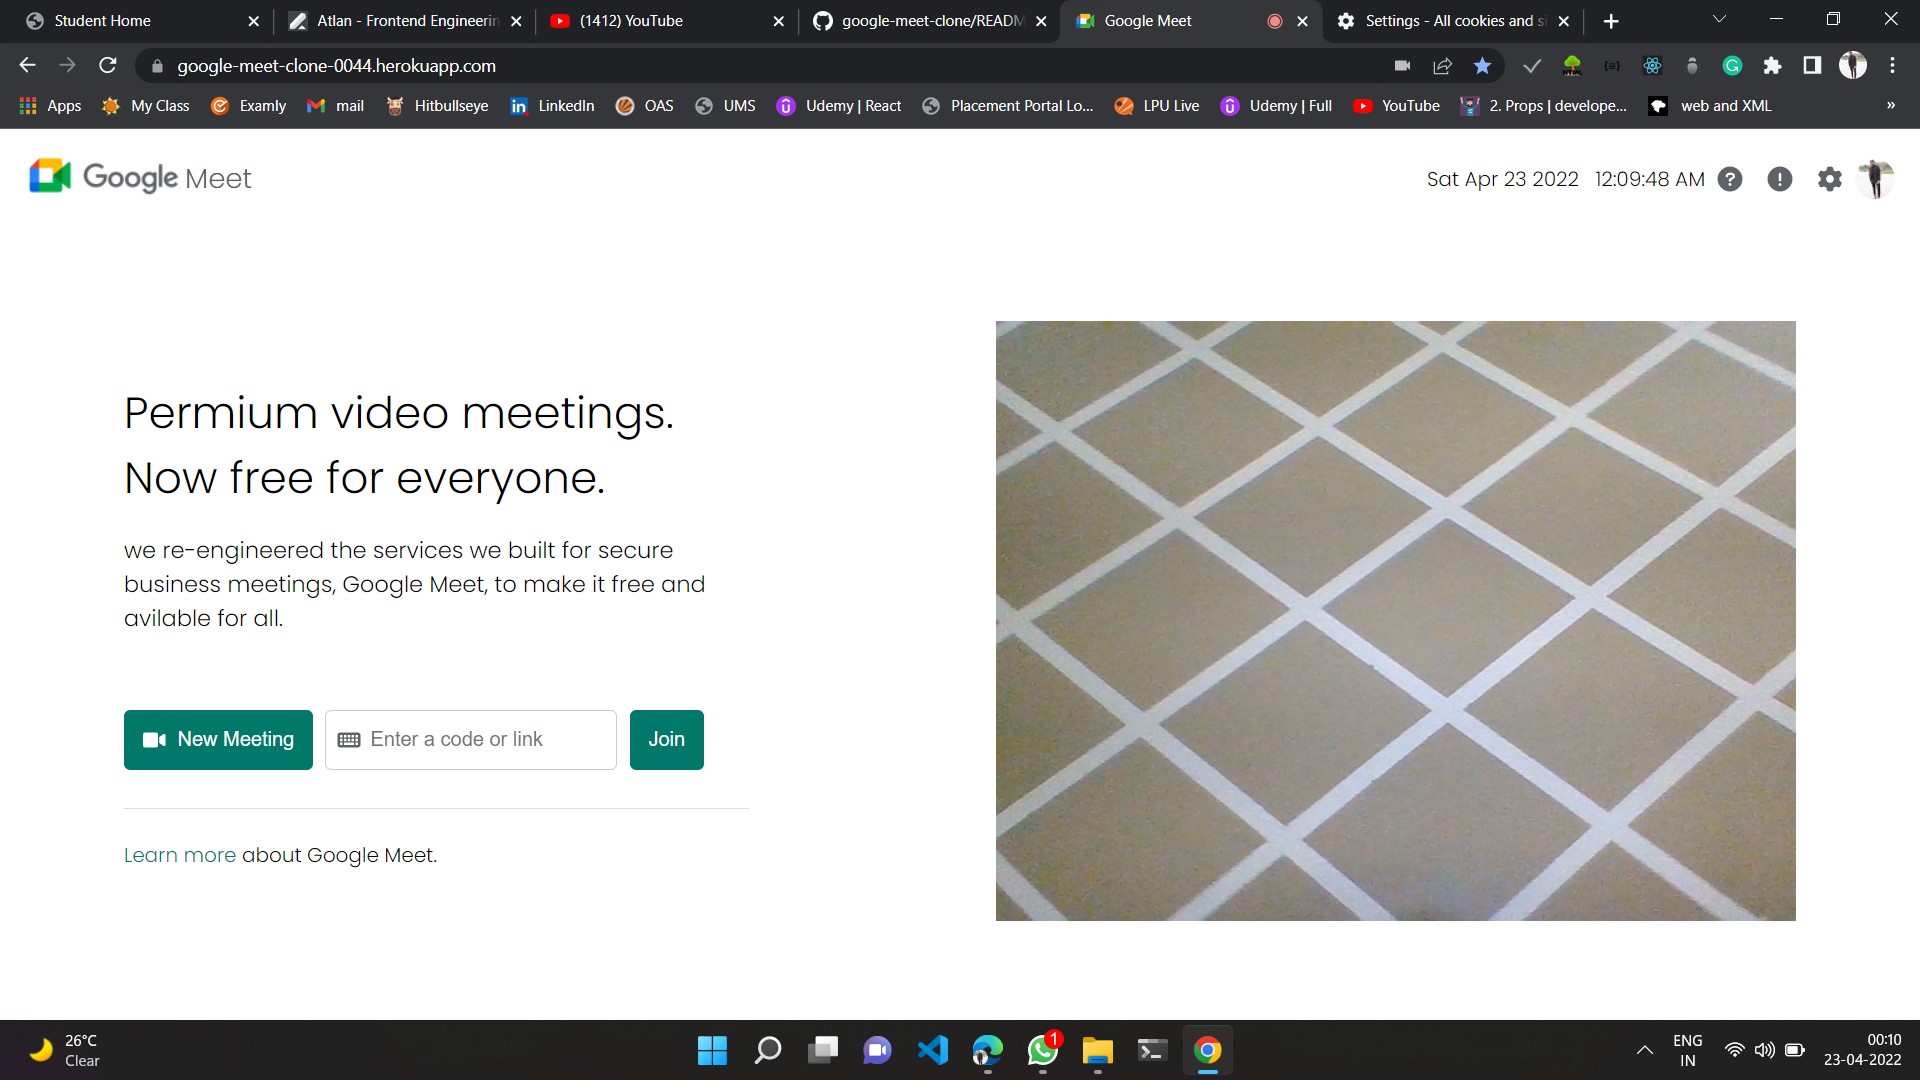 Student Home
Atlan - Frontend Engineerin
(1412) YouTube
google-meet-clone/READM
Google Meet
Settings - All cookies and si
google-meet-clone-0044.herokuapp.com
Apps
My Class
Examly
mail
Hitbullseye
LinkedIn
OAS
UMS
Udemy | React
Placement Portal Lo...
LPU Live
Udemy | Full
YouTube
2. Props | develope...
web and XML
»
Google Meet
Sat Apr 23 2022 12:09:48 AM
Permium video meetings.
Now free for everyone.
we re-engineered the services we built for secure
business meetings, Google Meet, to make it free and
avilable for all.
New Meeting
Enter a code or link
Join
Learn more about Google Meet.
26°C
Clear
1
ENG
IN
00:10
23-04-2022